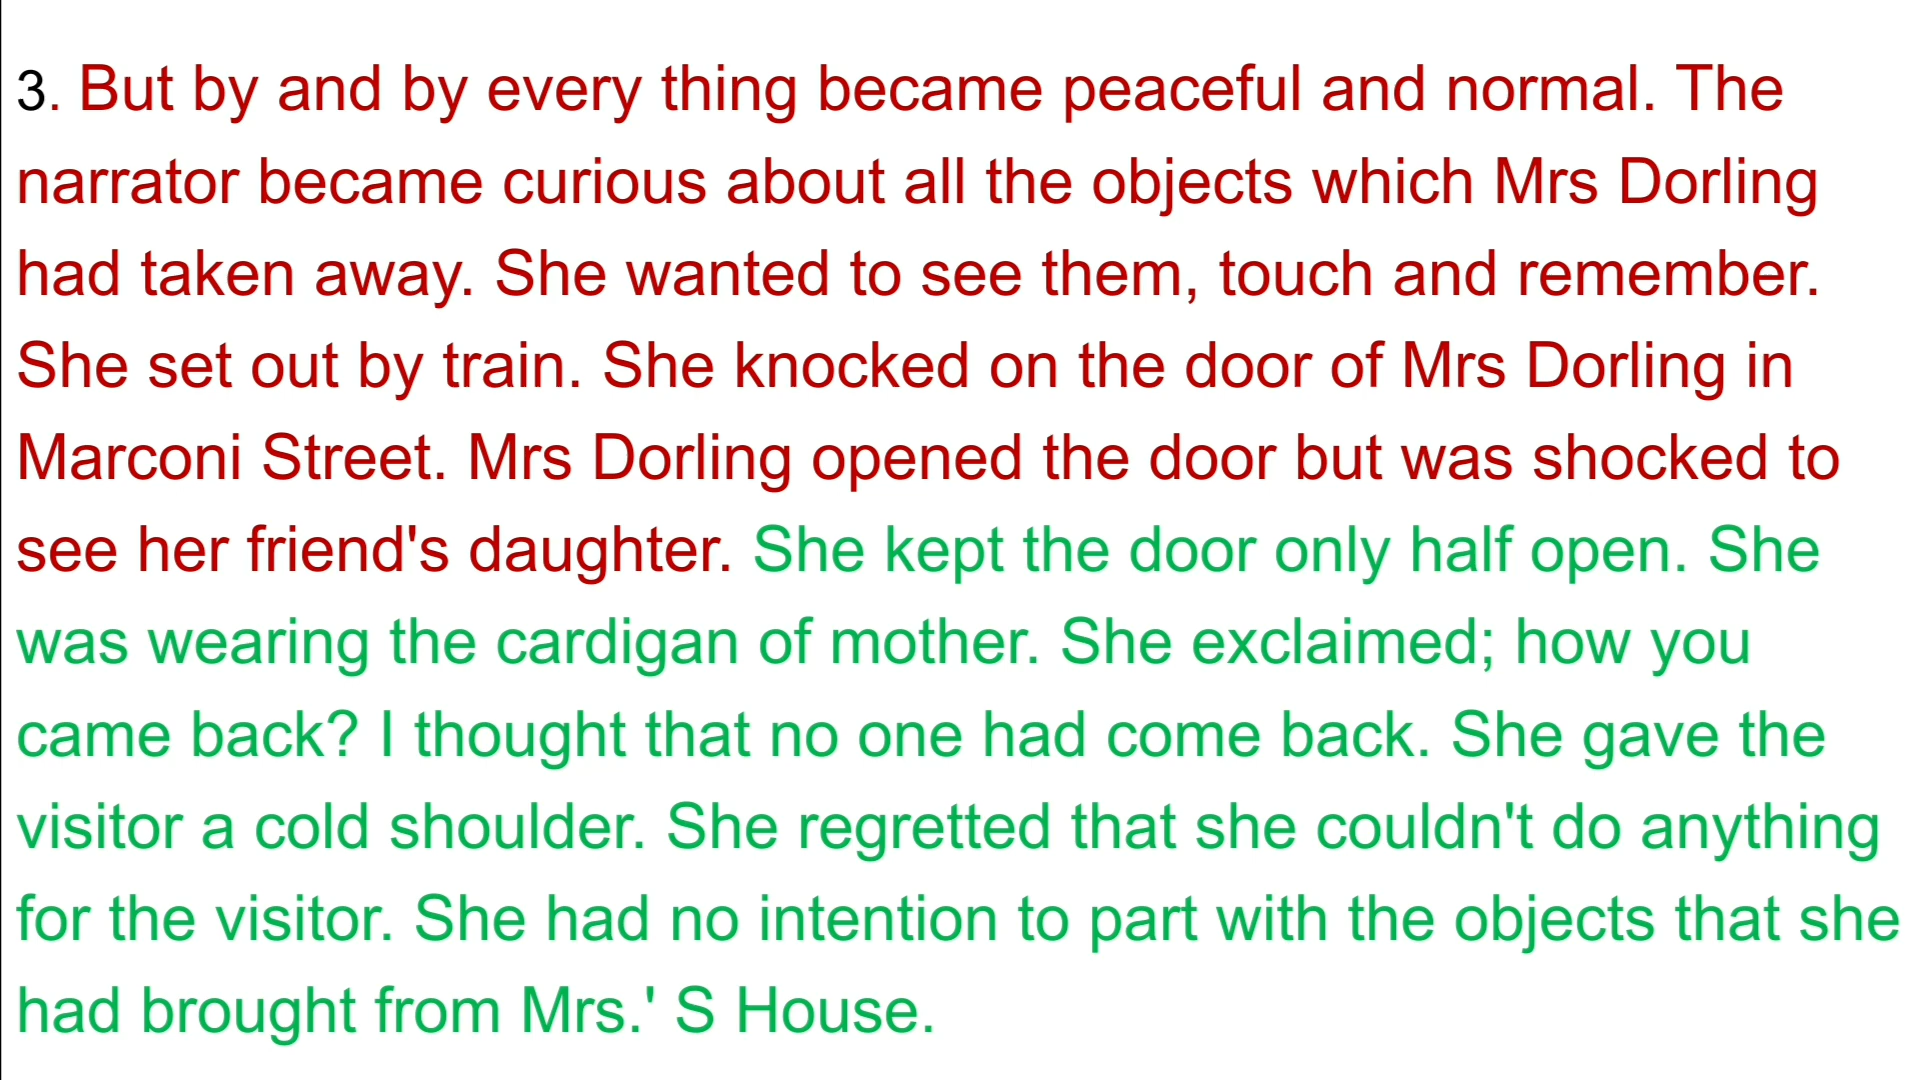 3. But by and by every thing became peaceful and normal. The
narrator became curious about all the objects which Mrs Dorling
had taken away. She wanted to see them, touch and remember.
She set out by train. She knocked on the door of Mrs Dorling in
Marconi Street. Mrs Dorling opened the door but was shocked to
see her friend's daughter. She kept the door only half open. She
was wearing the cardigan of mother. She exclaimed; how you
came back? I thought that no one had come back. She gave the
visitor a cold shoulder. She regretted that she couldn't do anything
for the visitor. She had no intention to part with the objects that she
had brought from Mrs.' S House.